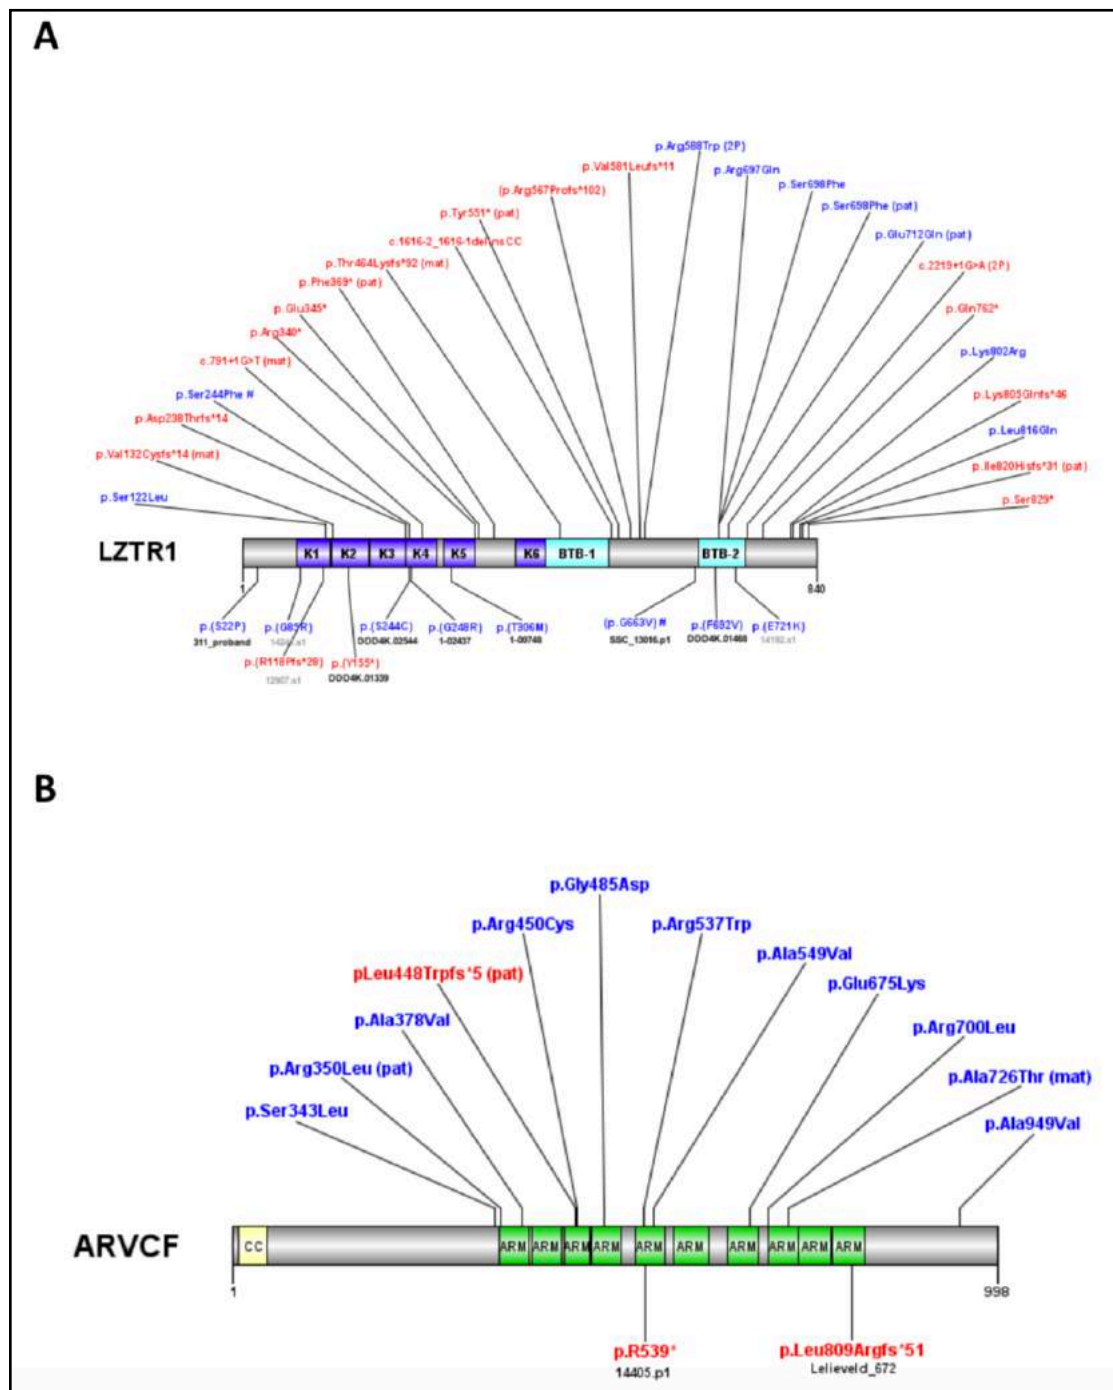 A
p.Arg588Trp (2P)
p.Val581Leufs*11
p.Arg697Gln
(p.Arg567Profs*102)
p.Ser698Phe
p.Tyr551* (pat)
p.Ser698Phe (pat)
c.1616-2_1616-1delinsCC
p.Glu712Gln (pat)
p.Thr464Lysfs*92 (mat)
c.2219+1G>A (2P)
p.Phe369* (pat)
p.Glu345*
p.Gln762*
p.Arg340*
p.Lys802Arg
c.791+1G>T (mat)
p.Ser244Phe #
p.Lys805Glnfs*46
p.Asp238Thrfs*14
p.Leu816Gln
p.Val132Cysfs*14 (mat)
p.Ile820Hisfs*31 (pat)
p.Ser122Leu
p.Ser829*
LZTR1
K1 K2 K3 K4 K5 K6 BTB-1 BTB-2
1 840
p.(S22P) p.(G85R) p.(S244C) p.(G248R) p.(T306M) (p.G663V) # p.(F692V) p.(E721K)
311_proband DDD4K.02544 1-02437 1-00748 SSC_13016.p1 DDD4K.01468 14192.s1
p.(R118Pfs*28) p.(Y155*)
12907.s1 DDD4K.01339
B
p.Gly485Asp
p.Arg450Cys p.Arg537Trp
p.Ala549Val
pLeu448Trpfs*5 (pat)
p.Glu675Lys
p.Ala378Val
p.Arg700Leu
p.Arg350Leu (pat)
p.Ala726Thr (mat)
p.Ser343Leu
p.Ala949Val
ARVCF
CC ARM ARM ARM ARM ARM ARM ARM ARM ARM ARM
1 998
p.R539* p.Leu809Argfs*51
14405.p1 Lelieveld_672